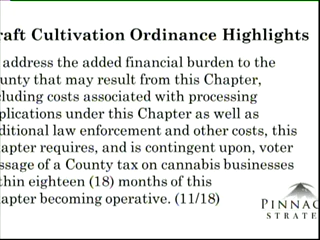 raft Cultivation Ordinance Highlights
address the added financial burden to the
unty that may result from this Chapter,
cluding costs associated with processing
plications under this Chapter as well as
ditional law enforcement and other costs, this
apter requires, and is contingent upon, voter
ssage of a County tax on cannabis businesses
thin eighteen (18) months of this
apter becoming operative. (11/18)
PINNAC
STRATE